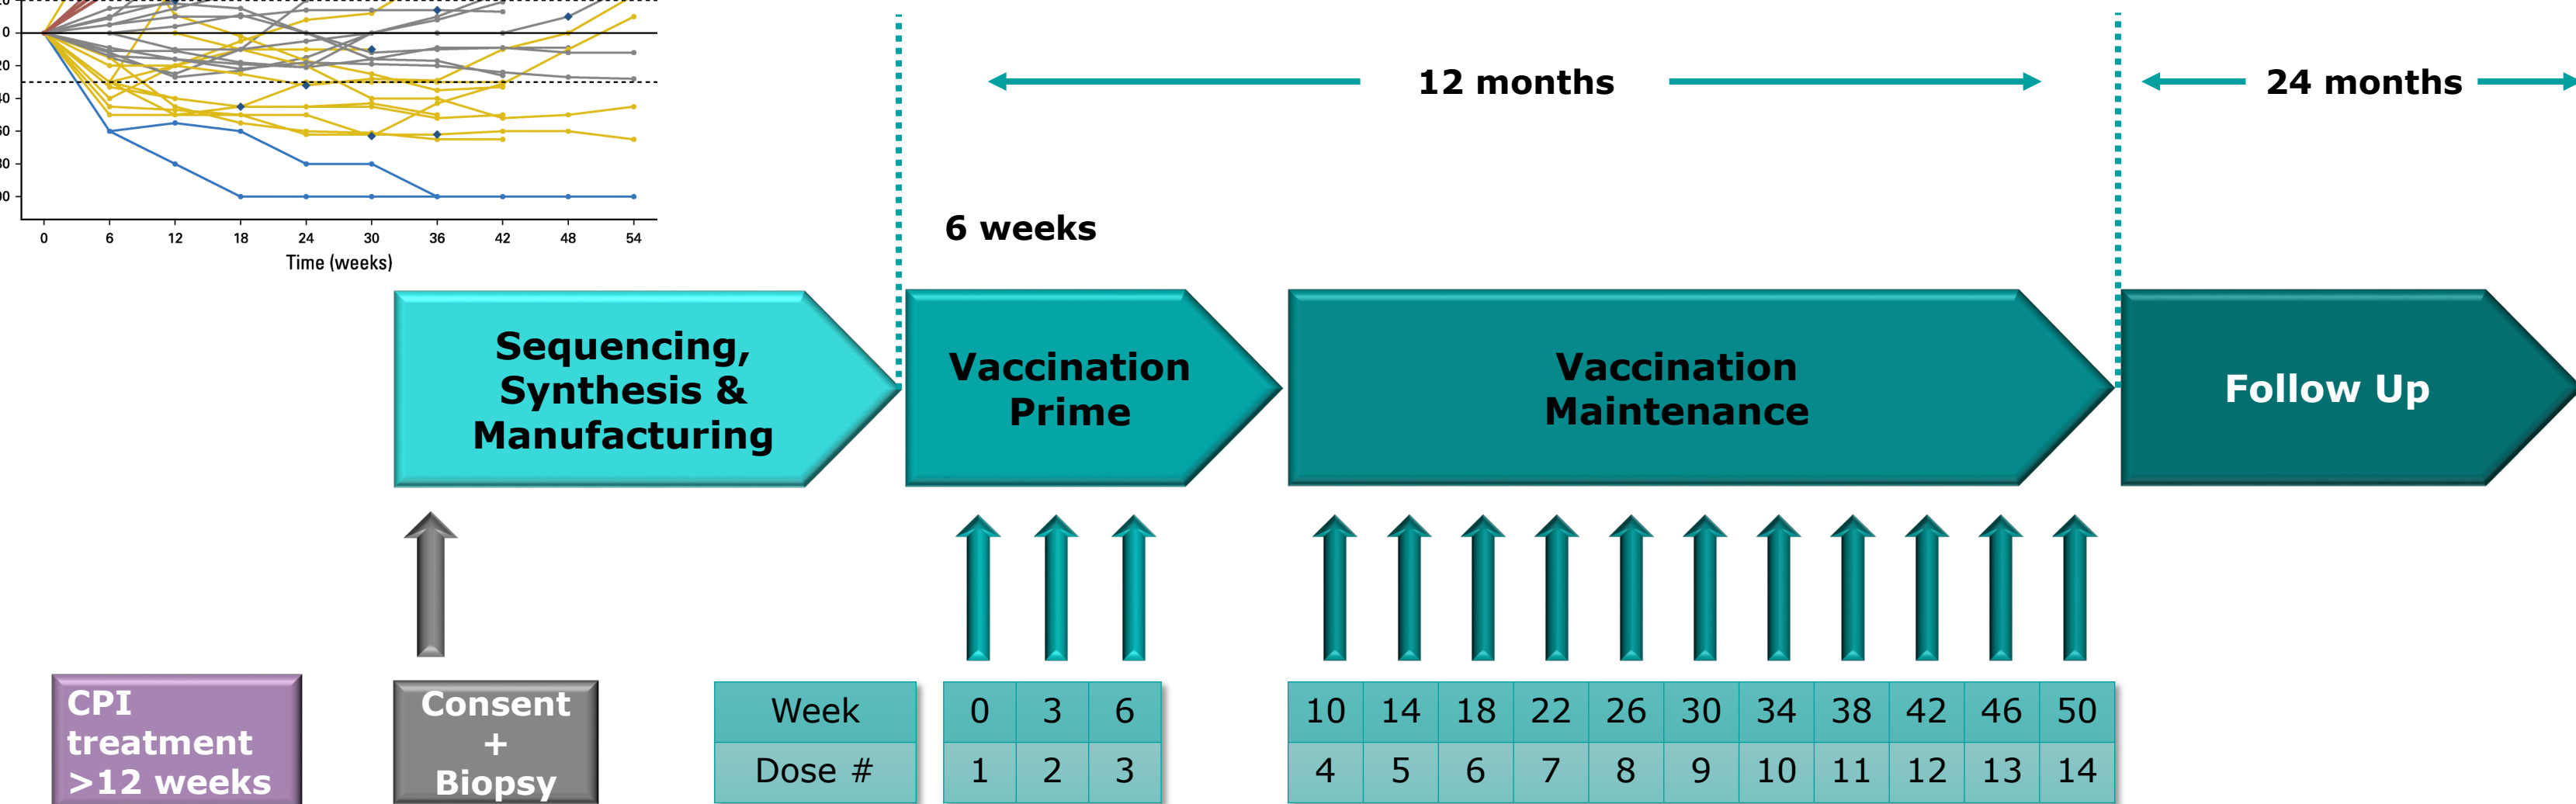 0
0
6
12
18
24
30
36
42
48
54
Time (weeks)
12 months
24 months
6 weeks
Sequencing,
Synthesis &
Manufacturing
Vaccination
Prime
Vaccination
Maintenance
Follow Up
CPI
treatment
>12 weeks
Consent
+
Biopsy
Week 0 3 6 10 14 18 22 26 30 34 38 42 46 50
Dose # 1 2 3 4 5 6 7 8 9 10 11 12 13 14